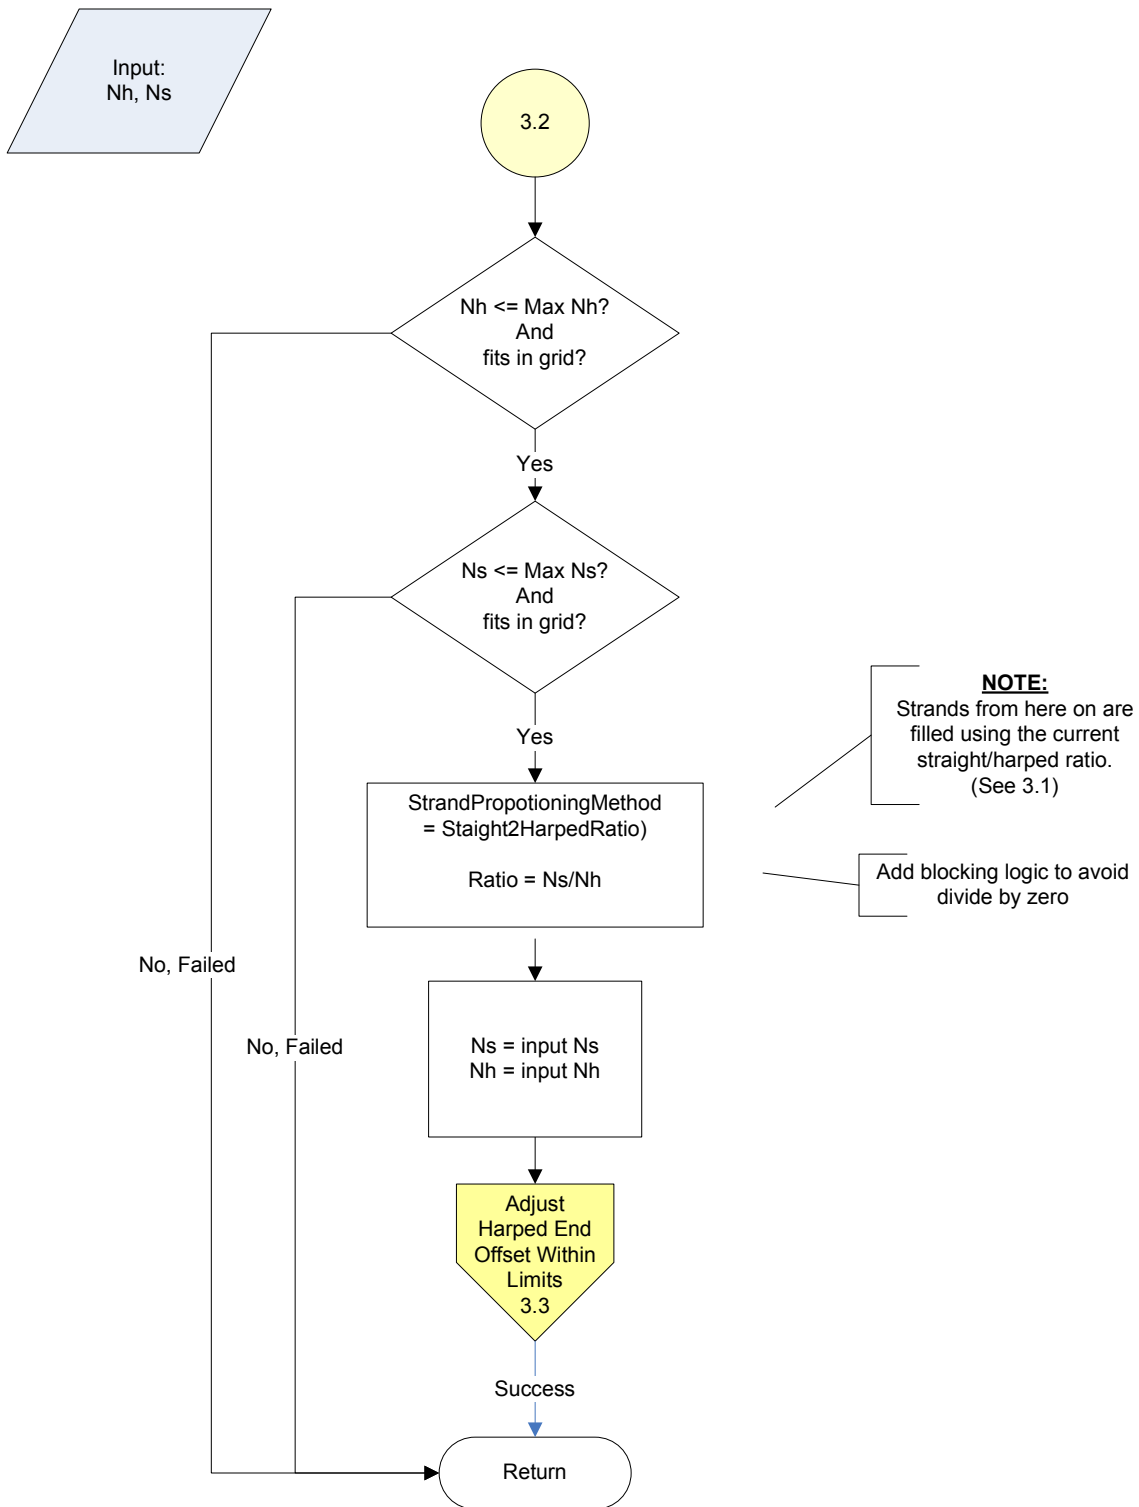 Input:
Nh, Ns
3.2
Nh <= Max Nh?
And
fits in grid?
Yes
Ns <= Max Ns?
And
fits in grid?
Yes
NOTE:
Strands from here on are
filled using the current
straight/harped ratio.
(See 3.1)
StrandPropotioningMethod
= Staight2HarpedRatio)
Ratio = Ns/Nh
Add blocking logic to avoid
divide by zero
No, Failed
No, Failed
Ns = input Ns
Nh = input Nh
Adjust
Harped End
Offset Within
Limits
3.3
Success
Return